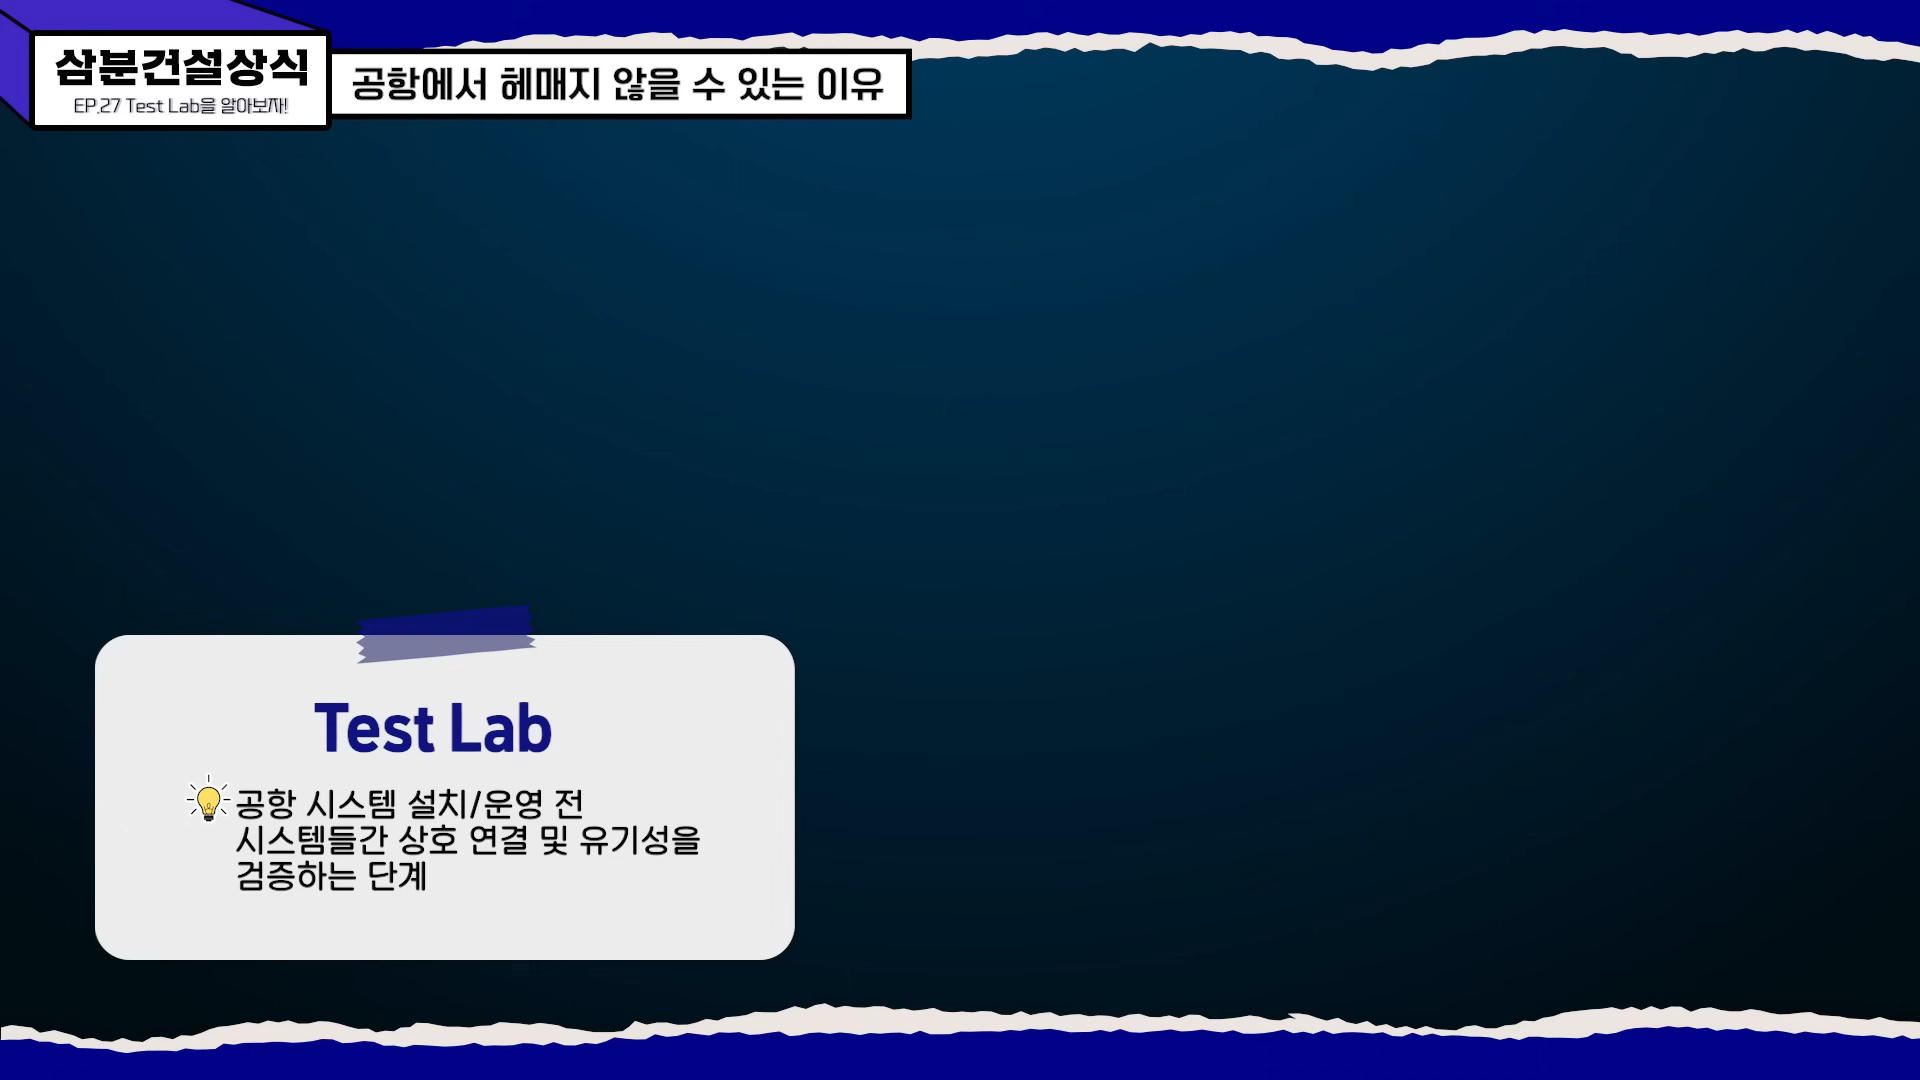 삼분건설상식
EP.27 Test Lab을 알아보자!
공항에서 헤매지 않을 수 있는 이유
Test Lab
공항 시스템 설치/운영 전
시스템들간 상호 연결 및 유기성을
검증하는 단계